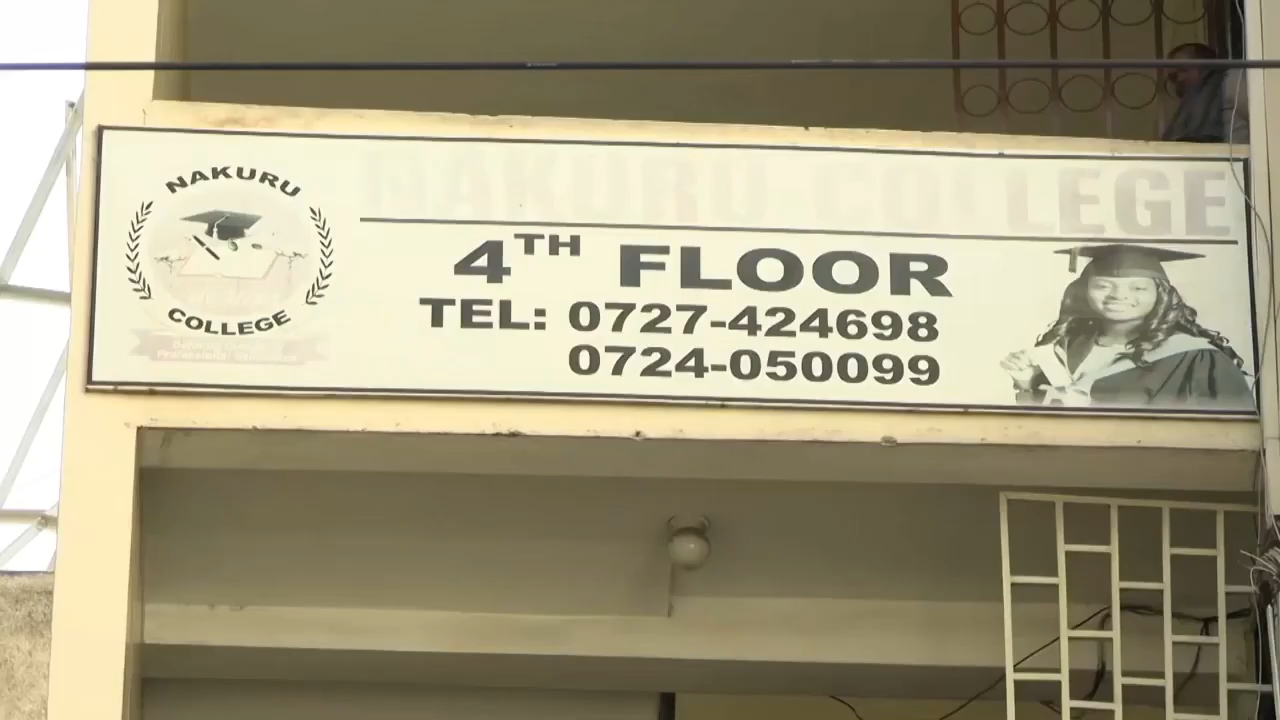 NAKURU
COLLEGE
NAKURU COLLEGE
4TH FLOOR
TEL: 0727-424698
0724-050099